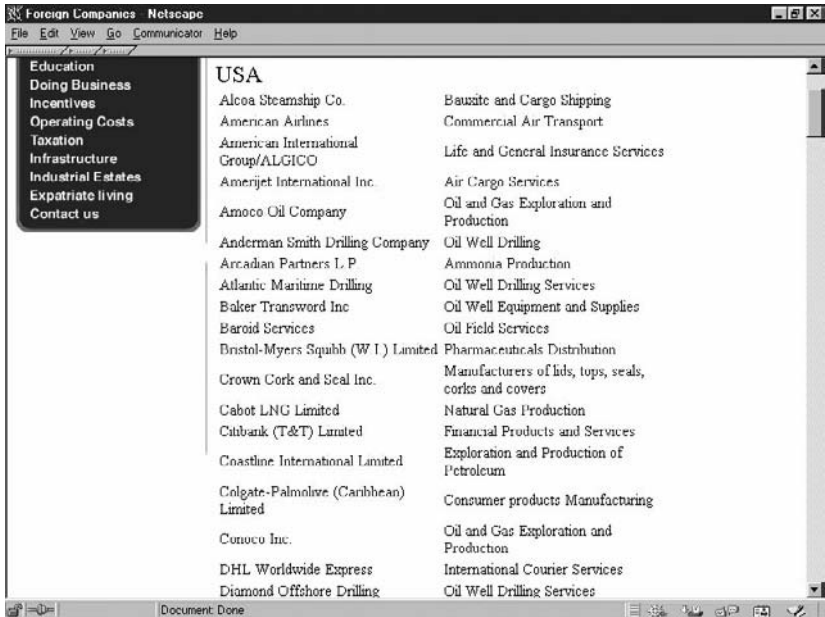 Foreign Companies - Netscape
File Edit View Go Communicator Help
Education
Doing Business
Incentives
Operating Costs
Taxation
Infrastructure
Industrial Estates
Expatriate living
Contact us
USA
Alcoa Steamship Co. Bauxite and Cargo Shipping
American Airlines Commercial Air Transport
American International
Group/ALGICO Life and General Insurance Services
Amerijet International Inc. Air Cargo Services
Amoco Oil Company Oil and Gas Exploration and
Production
Anderman Smith Drilling Company Oil Well Drilling
Arcadian Partners L.P. Ammonia Production
Atlantic Maritime Drilling Oil Well Drilling Services
Baker Transword Inc Oil Well Equipment and Supplies
Baroid Services Oil Field Services
Bristol-Myers Squibb (W.I.) Limited Pharmaceuticals Distribution
Crown Cork and Seal Inc. Manufacturers of lids, tops, seals,
corks and covers
Cabot LNG Limited Natural Gas Production
Citibank (T&T) Limited Financial Products and Services
Coastline International Limited Exploration and Production of
Petroleum
Colgate-Palmolive (Caribbean)
Limited Consumer products Manufacturing
Conoco Inc. Oil and Gas Exploration and
Production
DHL Worldwide Express International Courier Services
Diamond Offshore Drilling Oil Well Drilling Services
Document: Done